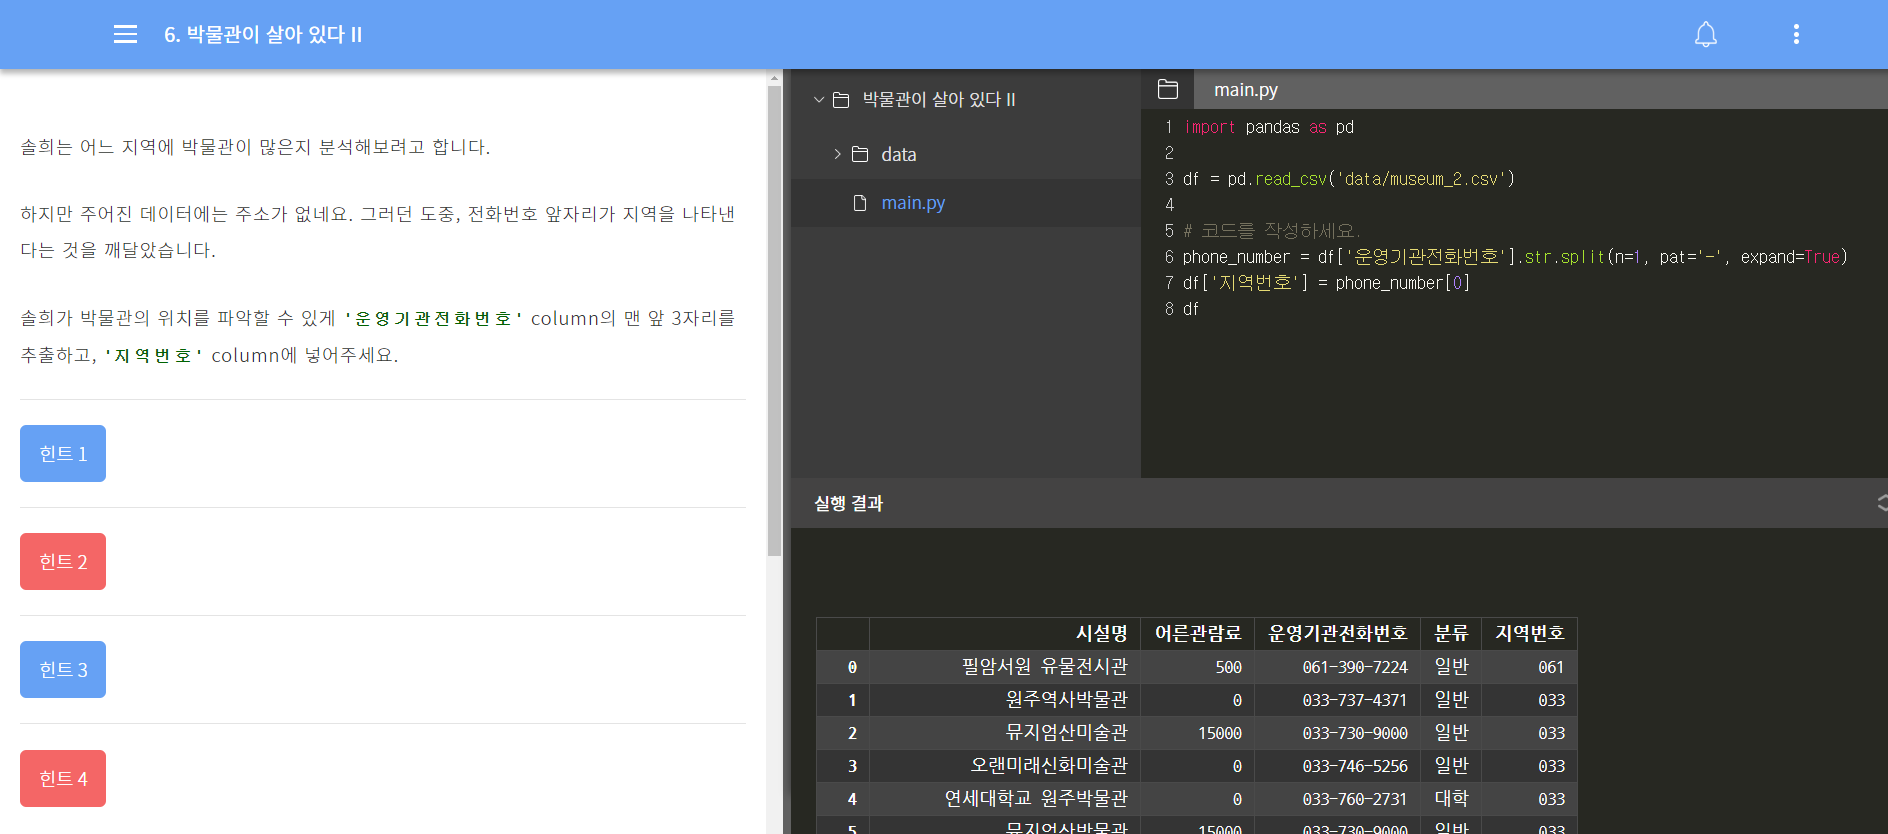 6. 박물관이 살아 있다 II
솔희는 어느 지역에 박물관이 많은지 분석해보려고 합니다.
하지만 주어진 데이터에는 주소가 없네요. 그러던 도중, 전화번호 앞자리가 지역을 나타낸
다는 것을 깨달았습니다.
솔희가 박물관의 위치를 파악할 수 있게 '운영기관전화번호' column의 맨 앞 3자리를
추출하고, '지역번호' column에 넣어주세요.
힌트 1
힌트 2
힌트 3
힌트 4
박물관이 살아 있다 II
data
main.py
main.py
1 import pandas as pd
2
3 df = pd.read_csv('data/museum_2.csv')
4
5 # 코드를 작성하세요.
6 phone_number = df['운영기관전화번호'].str.split(n=1, pat='-', expand=True)
7 df['지역번호'] = phone_number[0]
8 df
실행 결과
시설명 어른관람료 운영기관전화번호 분류 지역번호
0 필암서원 유물전시관 500 061-390-7224 일반 061
1 원주역사박물관 0 033-737-4371 일반 033
2 뮤지엄산미술관 15000 033-730-9000 일반 033
3 오랜미래신화미술관 0 033-746-5256 일반 033
4 연세대학교 원주박물관 0 033-760-2731 대학 033
5 뮤지엄산박물관 15000 033-730-9000 일반 033